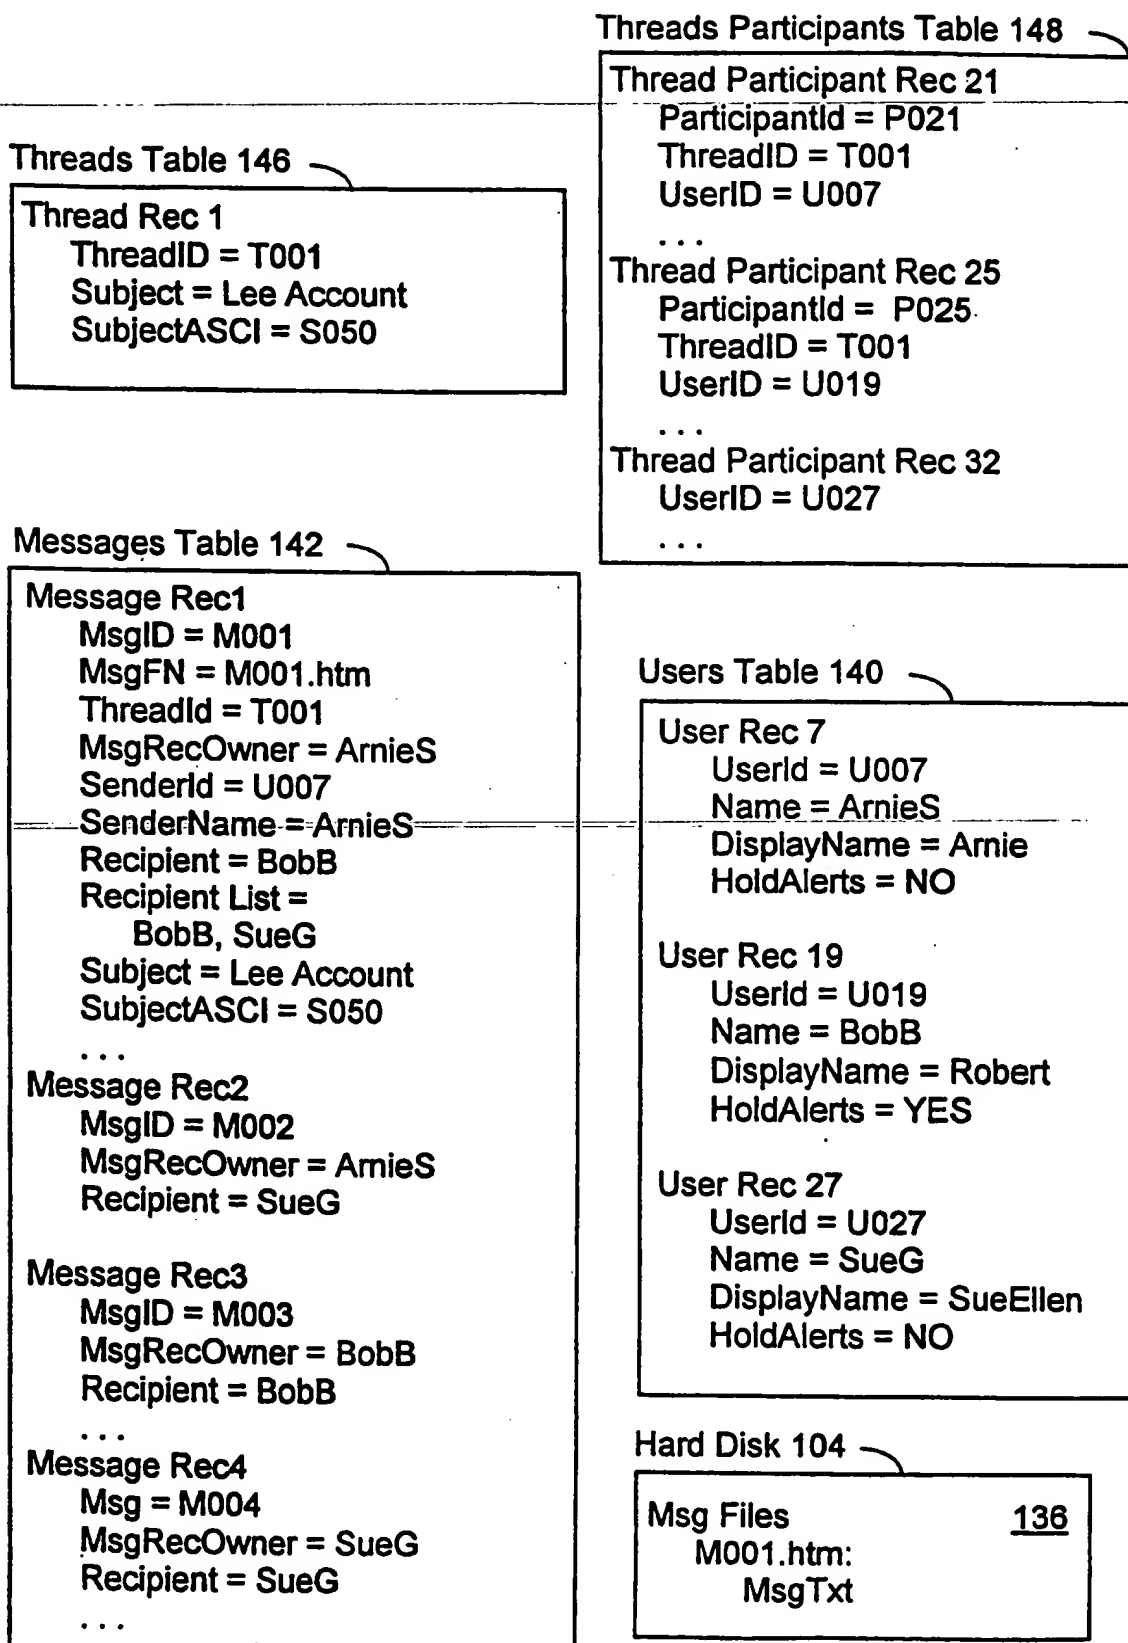 Threads Participants Table 148
Thread Participant Rec 21
ParticipantId = P021
ThreadID = T001
UserID = U007
. . .
Thread Participant Rec 25
ParticipantId = P025
ThreadID = T001
UserID = U019
. . .
Thread Participant Rec 32
UserID = U027
. . .
Threads Table 146
Thread Rec 1
ThreadID = T001
Subject = Lee Account
SubjectASCI = S050
Messages Table 142
Message Rec1
MsgID = M001
MsgFN = M001.htm
ThreadId = T001
MsgRecOwner = ArnieS
SenderId = U007
SenderName = ArnieS
Recipient = BobB
Recipient List =
BobB, SueG
Subject = Lee Account
SubjectASCI = S050
. . .
Message Rec2
MsgID = M002
MsgRecOwner = ArnieS
Recipient = SueG
Message Rec3
MsgID = M003
MsgRecOwner = BobB
Recipient = BobB
. . .
Message Rec4
Msg = M004
MsgRecOwner = SueG
Recipient = SueG
. . .
Users Table 140
User Rec 7
UserId = U007
Name = ArnieS
DisplayName = Arnie
HoldAlerts = NO
User Rec 19
UserId = U019
Name = BobB
DisplayName = Robert
HoldAlerts = YES
User Rec 27
UserId = U027
Name = SueG
DisplayName = SueEllen
HoldAlerts = NO
Hard Disk 104
Msg Files 136
M001.htm:
MsgTxt